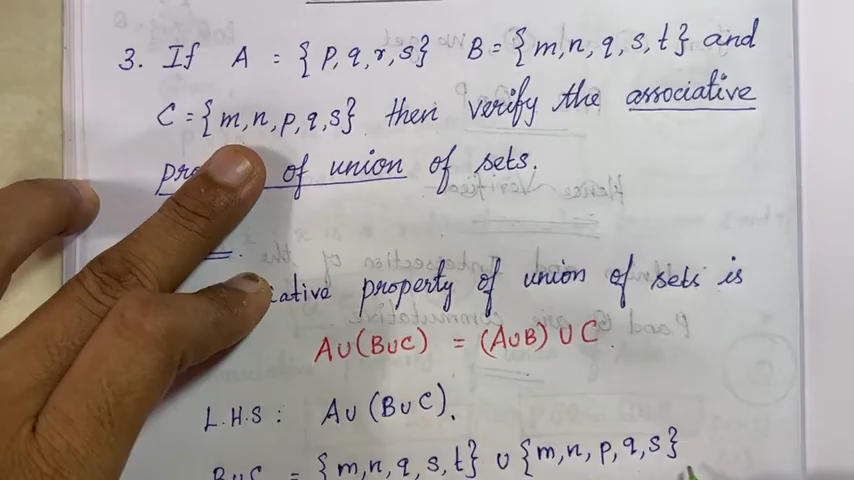 3. If A = {p, q, r, s} B = {m, n, q, s, t} and
C = {m, n, p, q, s} then verify the associative
of union of sets.
property of union of sets is
A∪(B∪C) = (A∪B)∪C.
L.H.S : A∪(B∪C).
B∪C = {m, n, q, s, t} ∪ {m, n, p, q, s}